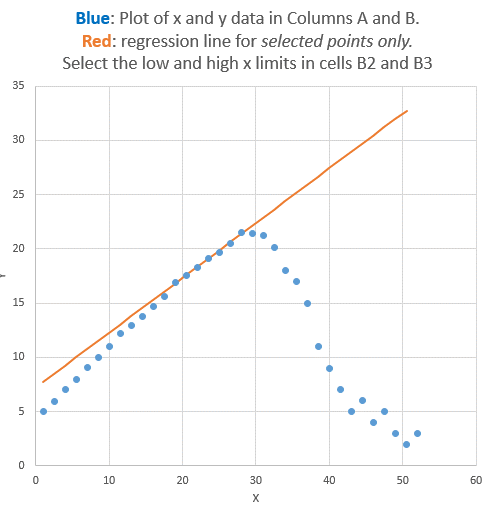 Blue: Plot of x and y data in Columns A and B.
Red: regression line for selected points only.
Select the low and high x limits in cells B2 and B3
35
30
25
20
15
10
5
0
0 10 20 30 40 50 60
X